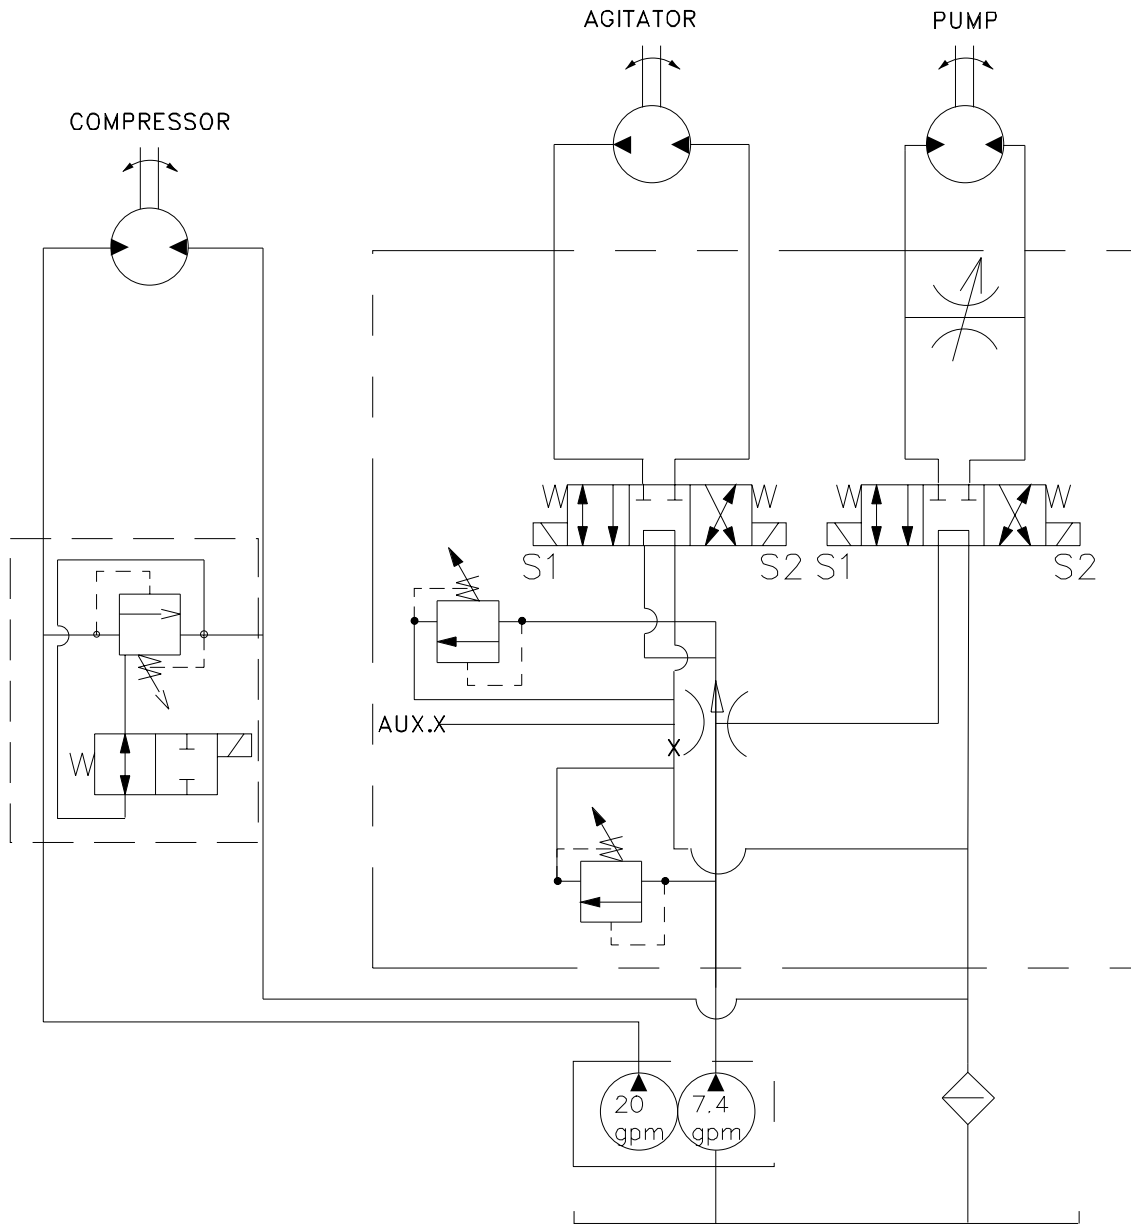 AGITATOR
PUMP
COMPRESSOR
S1
S2
S1
S2
AUX.X
X
20
gpm
7.4
gpm